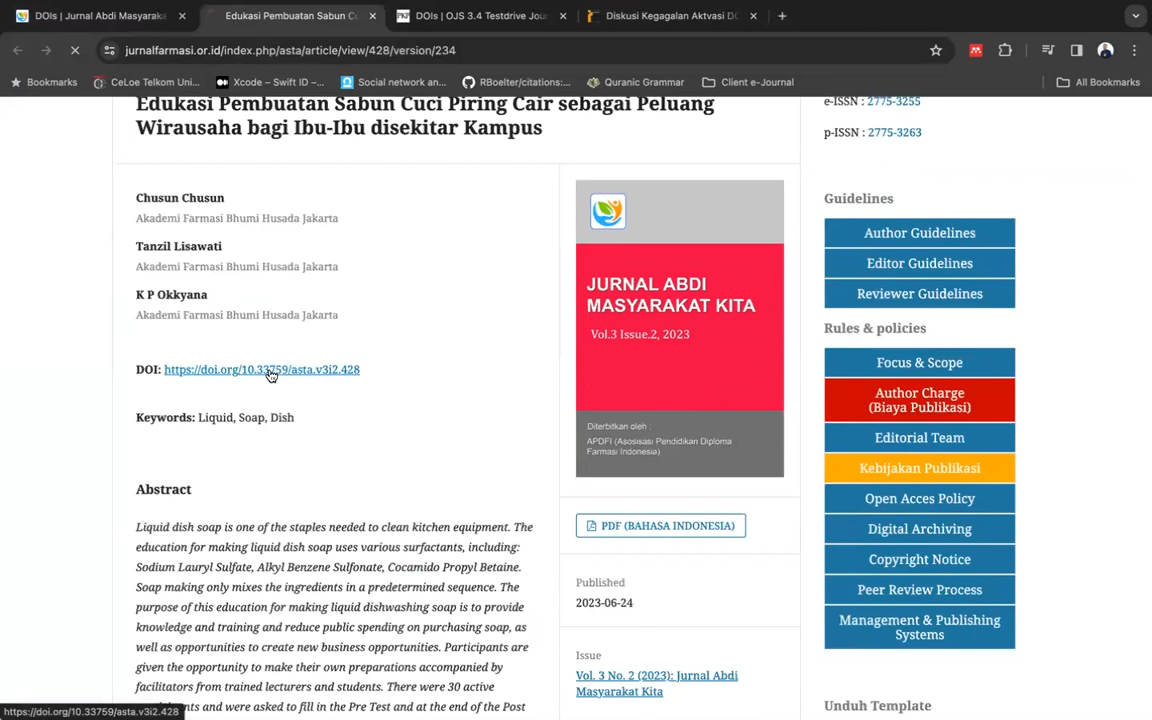 DOIs | Jurnal Abdi Masyaraka
Edukasi Pembuatan Sabun Cu
DOIs | OJS 3.4 Testdrive Jou
Diskusi Kegagalan Aktvasi DO
jurnalfarmasi.or.id/index.php/asta/article/view/428/version/234
Bookmarks
CeLoe Telkom Uni...
Xcode – Swift ID –...
Social network an...
RBoelter/citations:...
Quranic Grammar
Client e-Journal
All Bookmarks
Edukasi Pembuatan Sabun Cuci Piring Cair sebagai Peluang
Wirausaha bagi Ibu-Ibu disekitar Kampus
Chusun Chusun
Akademi Farmasi Bhumi Husada Jakarta
Tanzil Lisawati
Akademi Farmasi Bhumi Husada Jakarta
K P Okkyana
Akademi Farmasi Bhumi Husada Jakarta
DOI: https://doi.org/10.33759/asta.v3i2.428
Keywords: Liquid, Soap, Dish
Abstract
Liquid dish soap is one of the staples needed to clean kitchen equipment. The
education for making liquid dish soap uses various surfactants, including:
Sodium Lauryl Sulfate, Alkyl Benzene Sulfonate, Cocamido Propyl Betaine.
Soap making only mixes the ingredients in a predetermined sequence. The
purpose of this education for making liquid dishwashing soap is to provide
knowledge and training and reduce public spending on purchasing soap, as
well as opportunities to create new business opportunities. Participants are
given the opportunity to make their own preparations accompanied by
facilitators from trained lecturers and students. There were 30 active
and were asked to fill in the Pre Test and at the end of the Post
https://doi.org/10.33759/asta.v3i2.428
JURNAL ABDI
MASYARAKAT KITA
Vol.3 Issue.2, 2023
Diterbitkan oleh :
APDFI (Asosisasi Pendidikan Diploma
Farmasi Indonesia)
PDF (BAHASA INDONESIA)
Published
2023-06-24
Issue
Vol. 3 No. 2 (2023): Jurnal Abdi
Masyarakat Kita
e-ISSN : 2775-3255
p-ISSN : 2775-3263
Guidelines
Author Guidelines
Editor Guidelines
Reviewer Guidelines
Rules & policies
Focus & Scope
Author Charge
(Biaya Publikasi)
Editorial Team
Kebijakan Publikasi
Open Acces Policy
Digital Archiving
Copyright Notice
Peer Review Process
Management & Publishing
Systems
Unduh Template